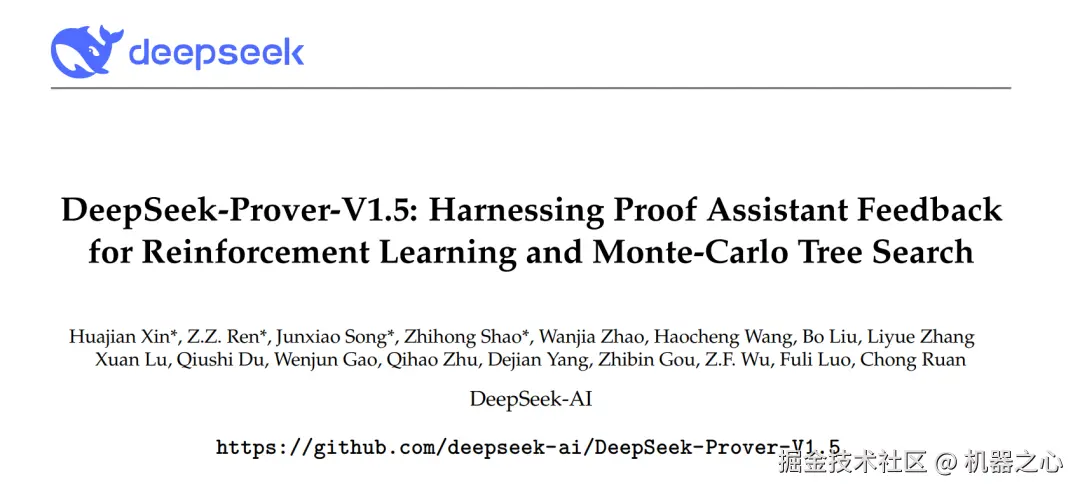 deepseek
DeepSeek-Prover-V1.5: Harnessing Proof Assistant Feedback
for Reinforcement Learning and Monte-Carlo Tree Search
Huajian Xin*, Z.Z. Ren*, Junxiao Song*, Zhihong Shao*, Wanjia Zhao, Haocheng Wang, Bo Liu, Liyue Zhang
Xuan Lu, Qiushi Du, Wenjun Gao, Qihao Zhu, Dejian Yang, Zhibin Gou, Z.F. Wu, Fuli Luo, Chong Ruan
DeepSeek-AI
https://github.com/deepseek-ai/DeepSeek-Prover-V1.5
掘金技术社区 @ 机器之心